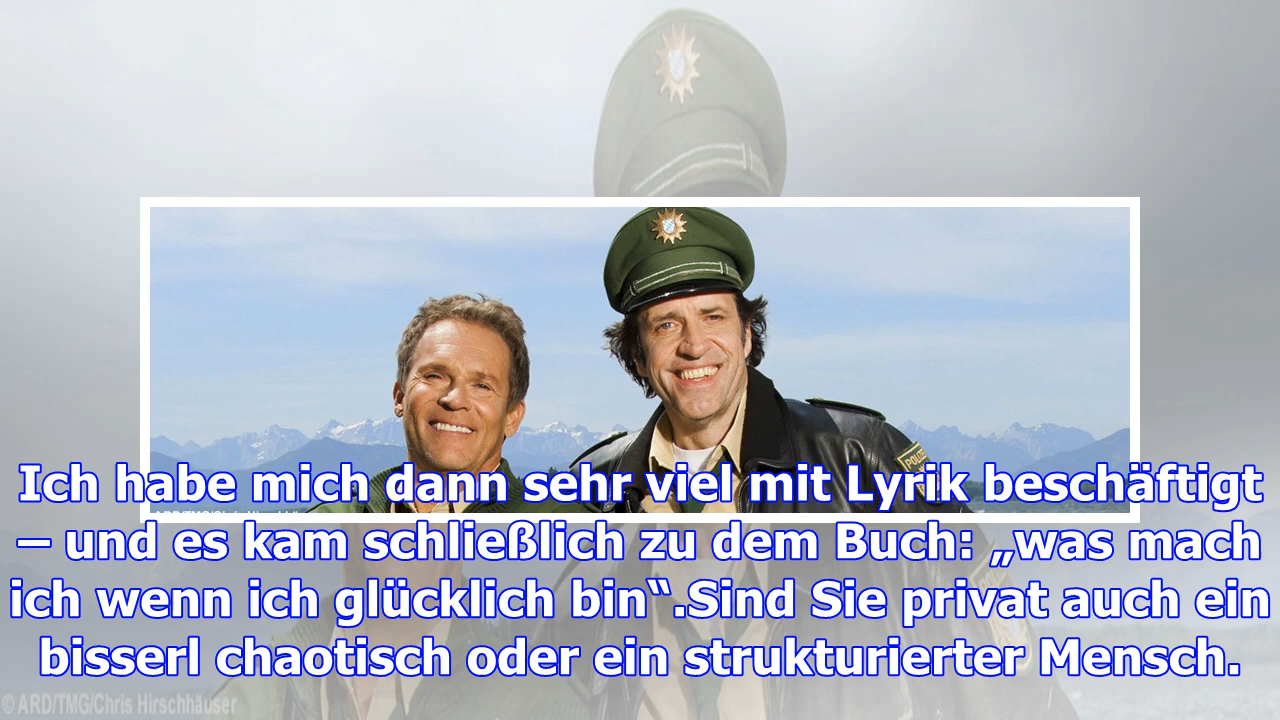 POLIZEI
Ich habe mich dann sehr viel mit Lyrik beschäftigt
– und es kam schließlich zu dem Buch: „was mach
ich wenn ich glücklich bin“.Sind Sie privat auch ein
bisserl chaotisch oder ein strukturierter Mensch.
© ARD/TMG/Chris Hirschhäuser